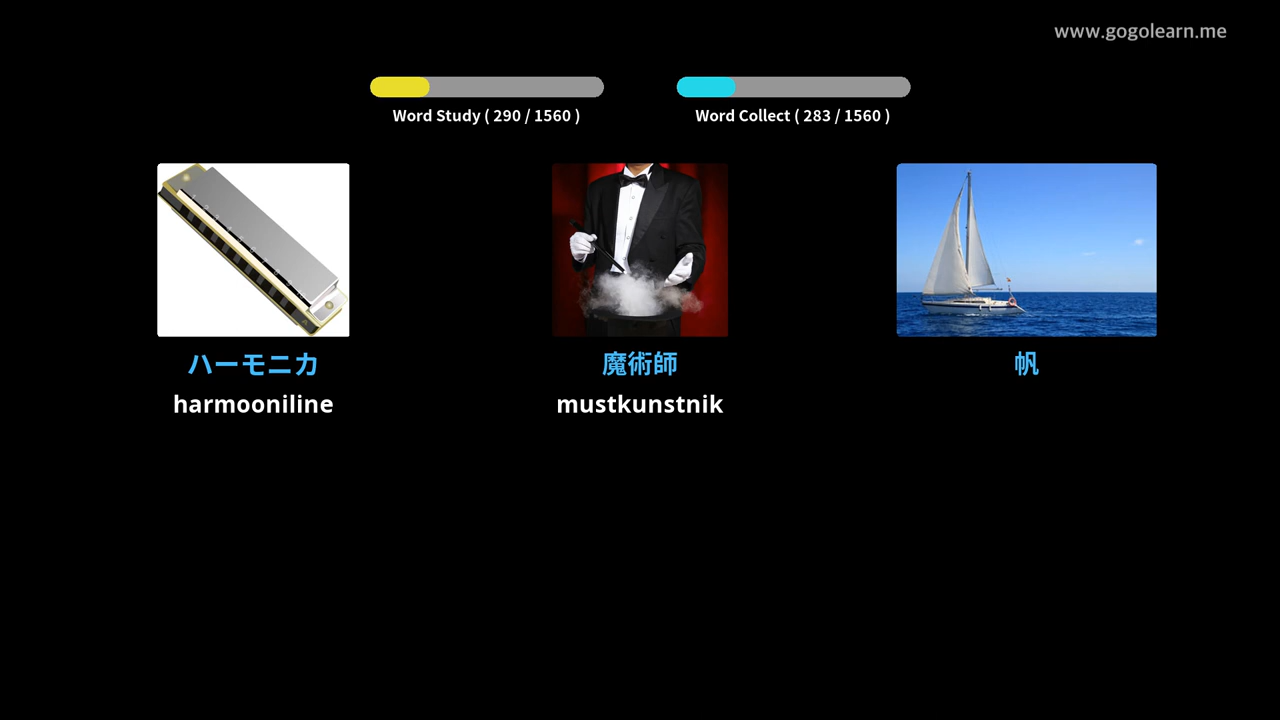 www.gogolearn.me
Word Study ( 290 / 1560 )
Word Collect ( 283 / 1560 )
ハーモニカ
harmooniline
魔術師
mustkunstnik
帆